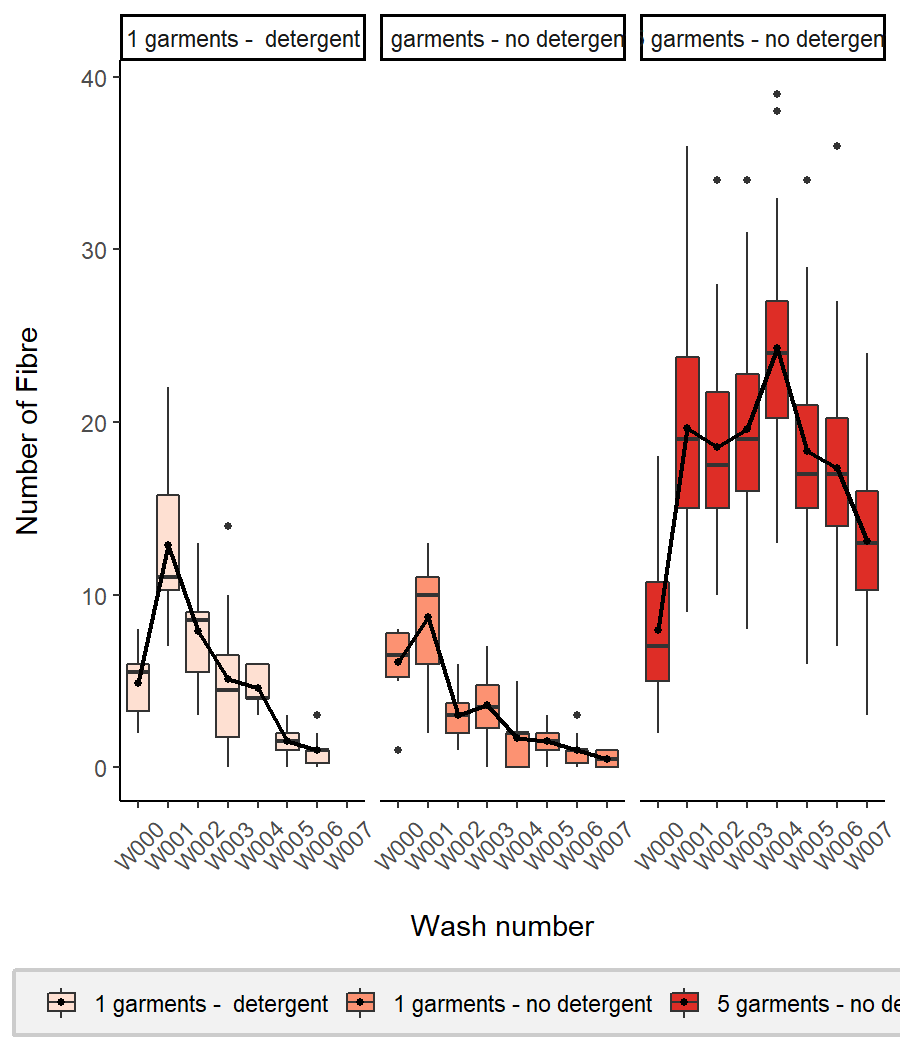 1 garments -  detergent
garments - no detergen
garments - no detergen
40
30
20
10
0
Number of Fibre
W000
W001
W002
W003
W004
W005
W006
W007
W000
W001
W002
W003
W004
W005
W006
W007
W000
W001
W002
W003
W004
W005
W006
W007
Wash number
1 garments -  detergent
1 garments - no detergent
5 garments - no de